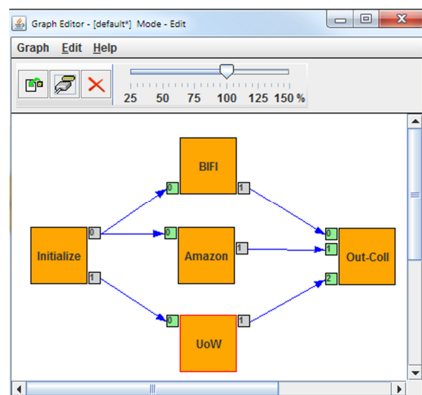 Graph Editor - [default*] Mode - Edit
Graph Edit Help
25 50 75 100 125 150 %
BIFI
0 1
Initialize
0
1
Amazon
0 1
Out-Coll
0
1
2
UoW
0 1